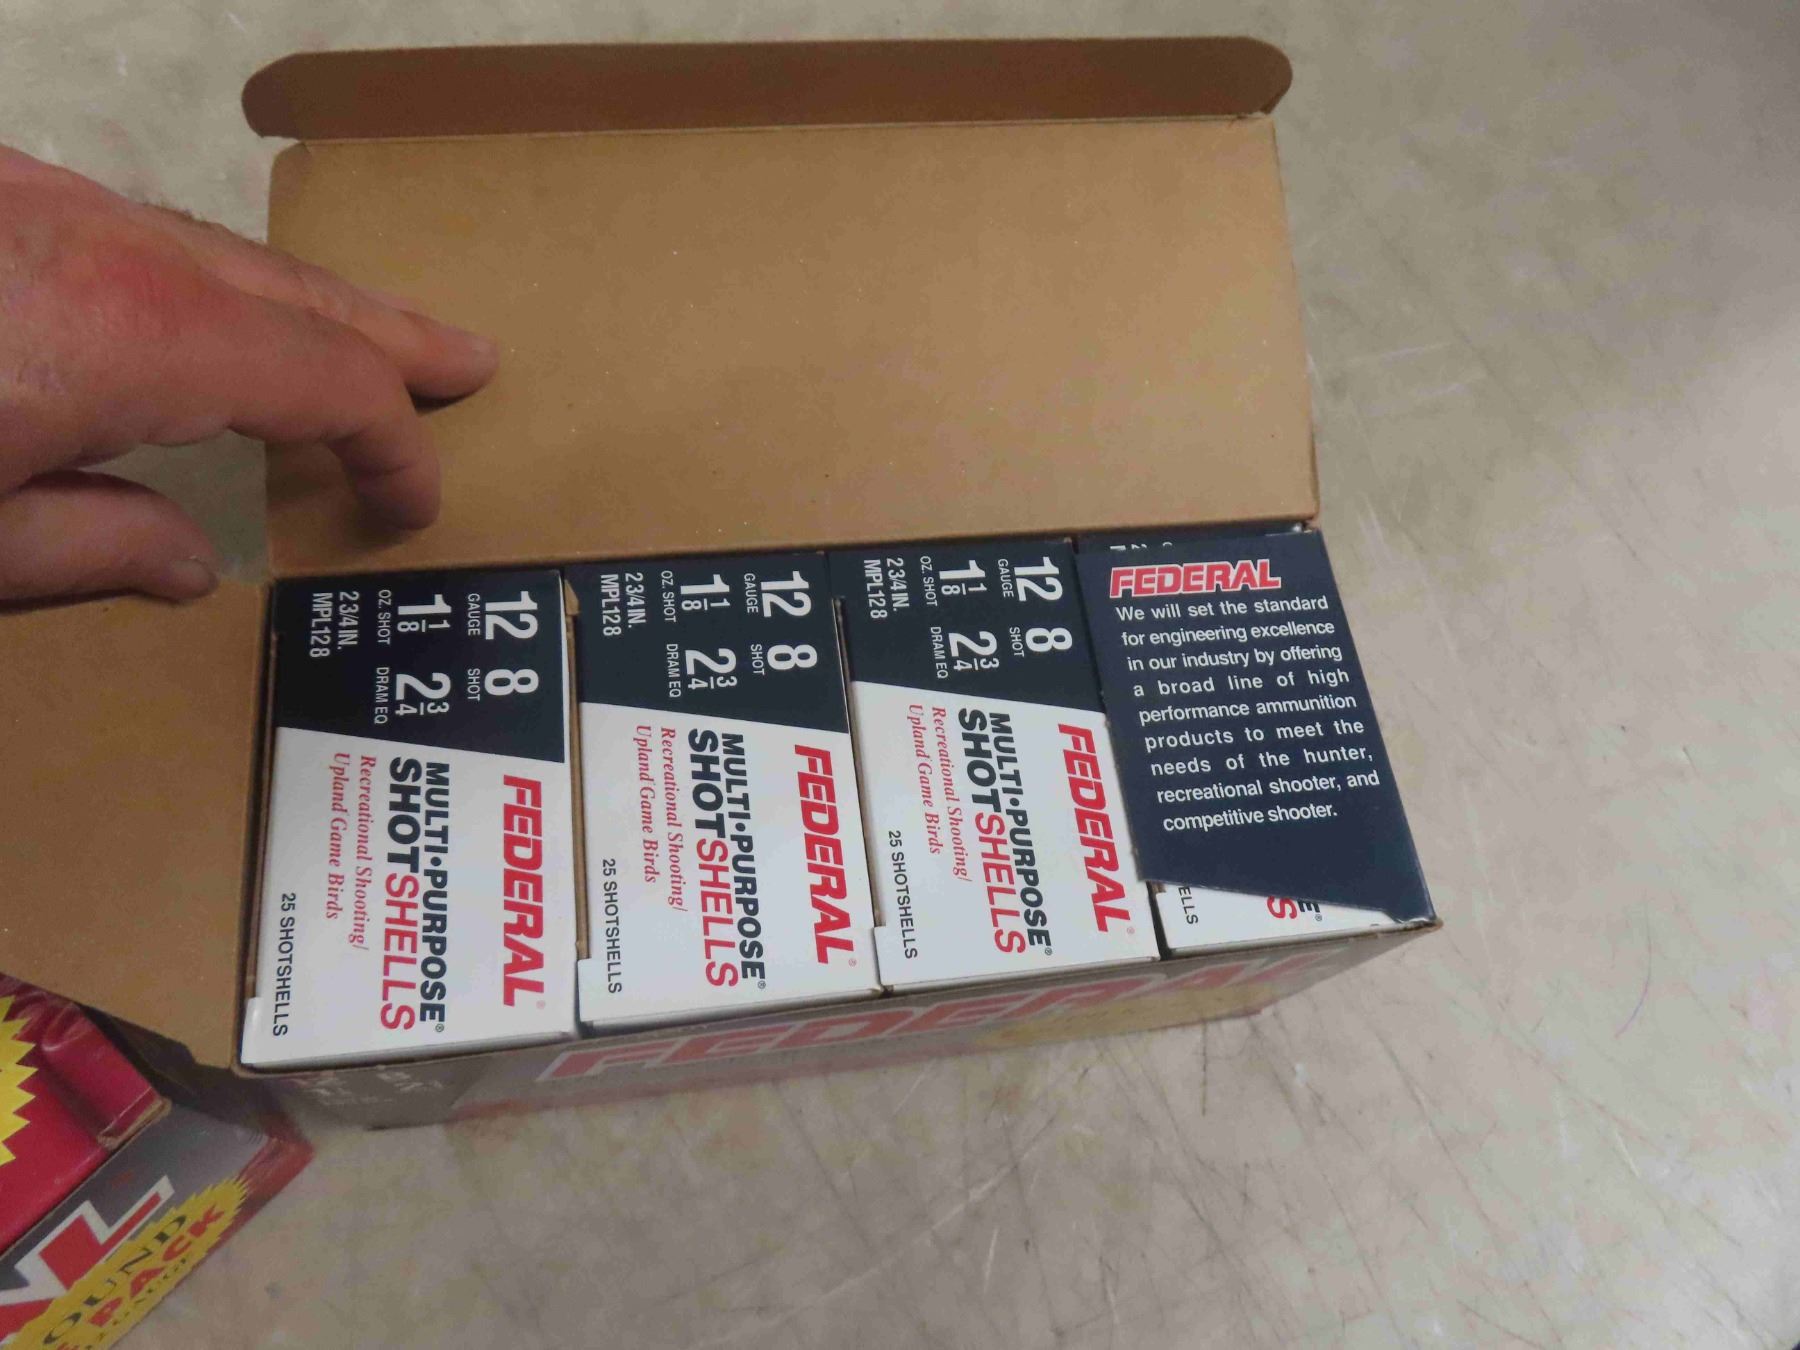 12 8
GAUGE SHOT
1 1/8 2 3/4
OZ. SHOT DRAM EQ
2 3/4 IN.
MPL128
FEDERAL®
MULTI•PURPOSE®
SHOTSHELLS
Recreational Shooting/
Upland Game Birds
25 SHOTSHELLS
12 8
GAUGE SHOT
1 1/8 2 3/4
OZ. SHOT DRAM EQ
2 3/4 IN.
MPL128
FEDERAL®
MULTI•PURPOSE®
SHOTSHELLS
Recreational Shooting/
Upland Game Birds
25 SHOTSHELLS
12 8
GAUGE SHOT
1 1/8 2 3/4
OZ. SHOT DRAM EQ
2 3/4 IN.
MPL128
FEDERAL®
MULTI•PURPOSE®
SHOTSHELLS
Recreational Shooting/
Upland Game Birds
25 SHOTSHELLS
FEDERAL
We will set the standard
for engineering excellence
in our industry by offering
a broad line of high
performance ammunition
products to meet the
needs of the hunter,
recreational shooter, and
competitive shooter.
E®
S
ELLS
FEDERAL
L
OUND
PACK